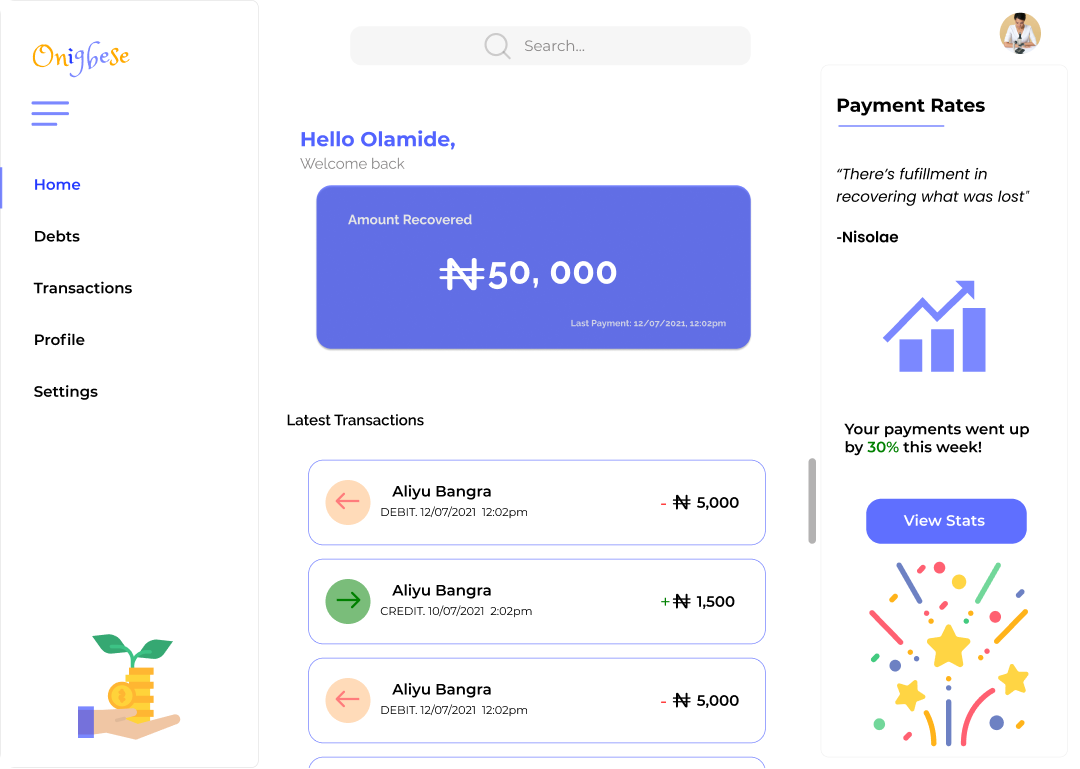 Onigbese
Search...
Home
Debts
Transactions
Profile
Settings
Hello Olamide,
Welcome back
Amount Recovered
₦50, 000
Last Payment: 12/07/2021, 12:02pm
Latest Transactions
Aliyu Bangra
DEBIT. 12/07/2021 12:02pm
- ₦ 5,000
Aliyu Bangra
CREDIT. 10/07/2021 2:02pm
+ ₦ 1,500
Aliyu Bangra
DEBIT. 12/07/2021 12:02pm
- ₦ 5,000
Payment Rates
“There’s fufillment in
recovering what was lost"
-Nisolae
Your payments went up
by 30% this week!
View Stats